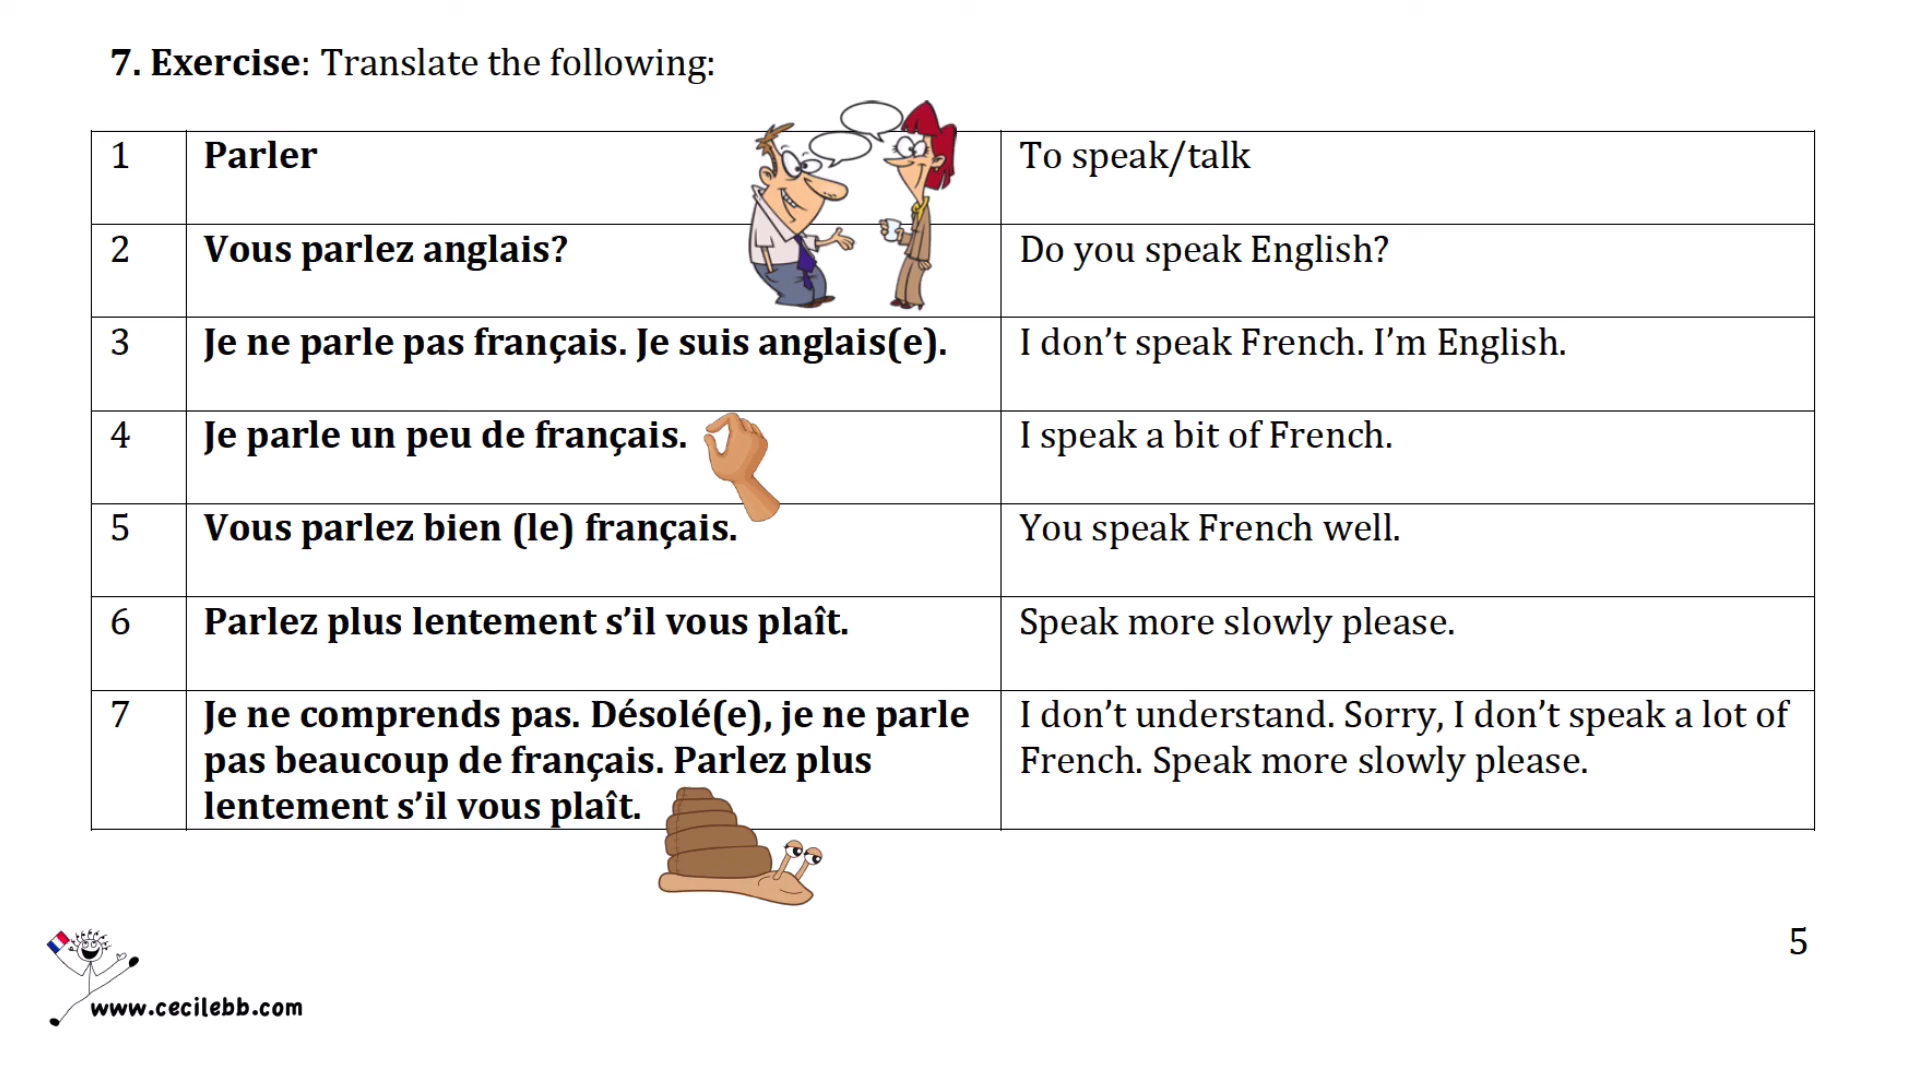 7. Exercise: Translate the following:
1 Parler To speak/talk
2 Vous parlez anglais? Do you speak English?
3 Je ne parle pas français. Je suis anglais(e). I don’t speak French. I’m English.
4 Je parle un peu de français. I speak a bit of French.
5 Vous parlez bien (le) français. You speak French well.
6 Parlez plus lentement s’il vous plaît. Speak more slowly please.
7 Je ne comprends pas. Désolé(e), je ne parle
pas beaucoup de français. Parlez plus
lentement s’il vous plaît.
I don’t understand. Sorry, I don’t speak a lot of
French. Speak more slowly please.
5
www.cecilebb.com